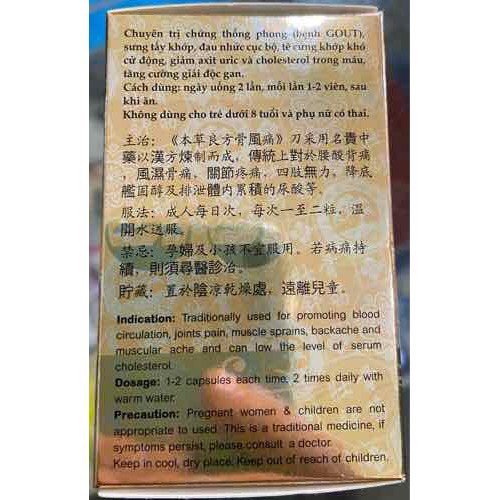 Chuyên trị chứng thống phong (bệnh GOUT),
sưng tấy khớp, đau nhức cục bộ, tê cứng khớp khó
cử động, giảm axit uric và cholesterol trong máu,
tăng cường giải độc gan.
Cách dùng: ngày uống 2 lần, mỗi lần 1-2 viên, sau
khi ăn.
Không dùng cho trẻ dưới 8 tuổi và phụ nữ có thai.
主治：《本草良方骨風痛》刀采用名貴中
藥以漢方煉制而成，傳統上對於腰酸背痛
，風濕骨痛，關節疼痛，四肢無力，降底
膽固醇及排泄體内累積的尿酸等．
服法：成人每日次，每次一至二粒，溫
開水送服．
禁忌：孕婦及小孩不宜服用。若病痛持
續，則須尋醫診治．
貯藏：置於陰凉乾燥處，遠離兒童．
Indication: Traditionally used for promoting blood
circulation, joints pain, muscle sprains, backache and
muscular ache and can low the level of serum
cholesterol.
Dosage: 1-2 capsules each time, 2 times daily with
warm water.
Precaution: Pregnant women & children are not
appropriate to used. This is a traditional medicine, if
symptoms persist, please consult a doctor.
Keep in cool, dry place. Keep out of reach of children.